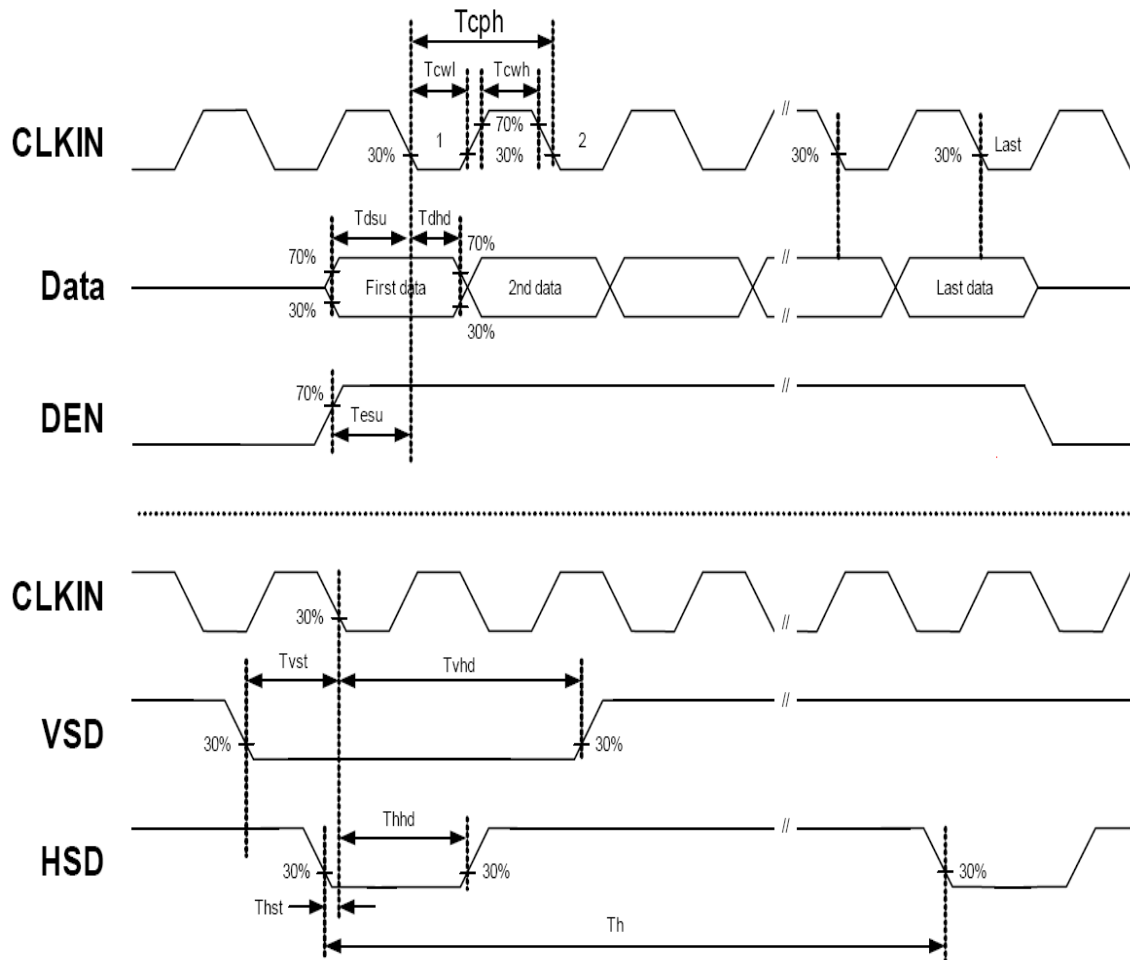 Tcph
Tcwl Tcwh
CLKIN 30% 1 70% 30% 2 // 30% 30% Last
Tdsu Tdhd
70% 70%
Data First data 2nd data // // Last data
30% 30%
DEN 70% //
Tesu
CLKIN 30% //
Tvst Tvhd
VSD 30% 30% //
Thhd
HSD 30% 30% // 30%
Thst
Th